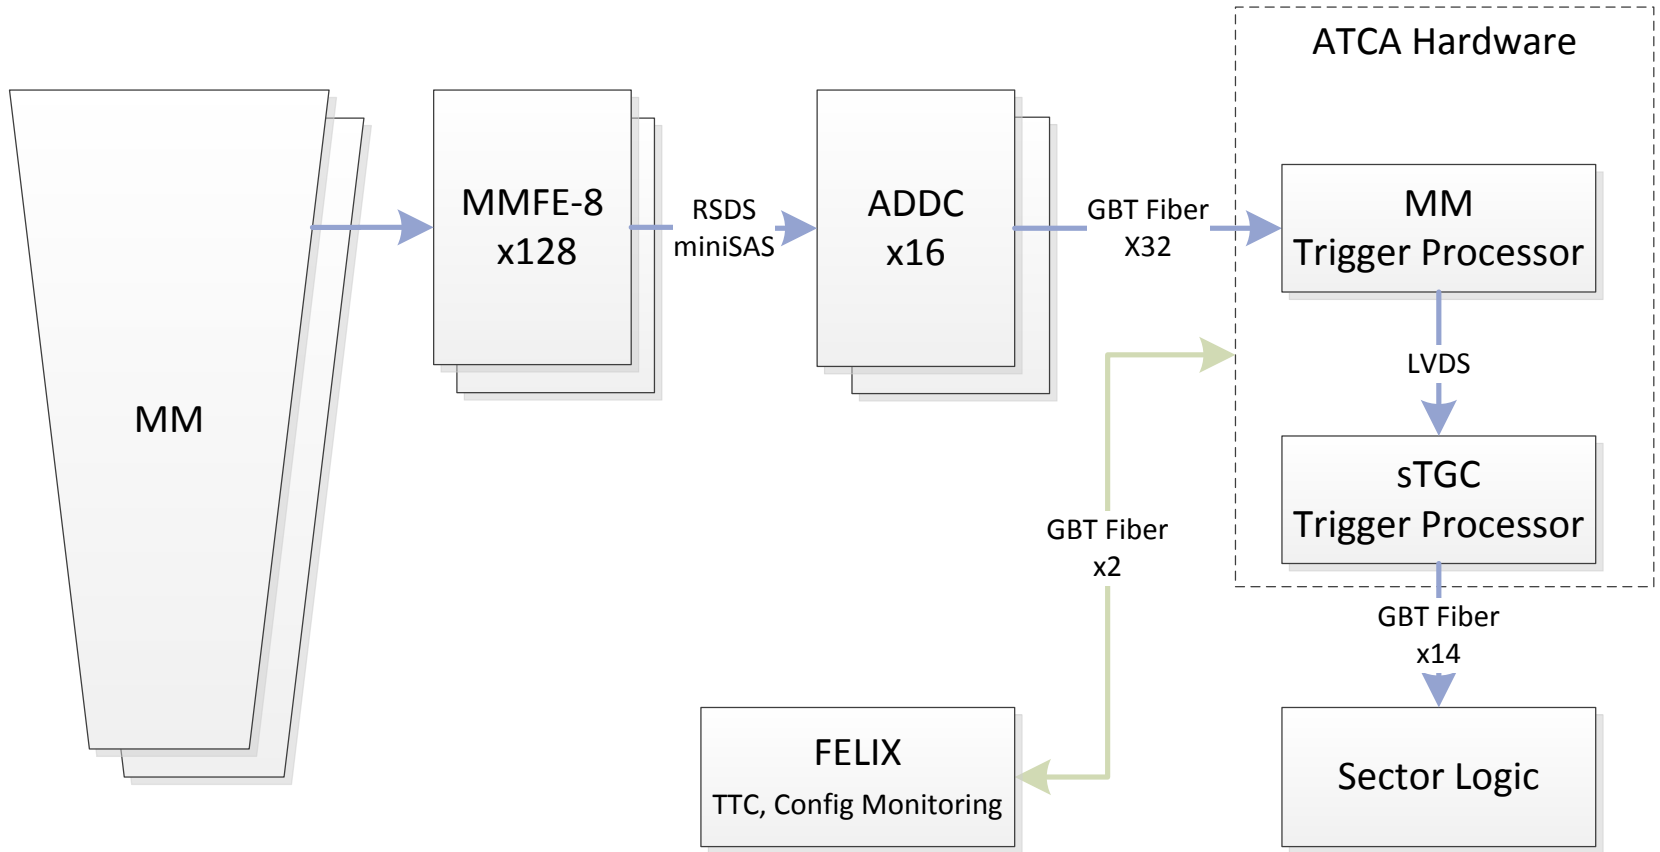 ATCA Hardware
MM
MMFE-8
x128
RSDS
miniSAS
ADDC
x16
GBT Fiber
X32
MM
Trigger Processor
LVDS
sTGC
Trigger Processor
GBT Fiber
x2
GBT Fiber
x14
FELIX
TTC, Config Monitoring
Sector Logic